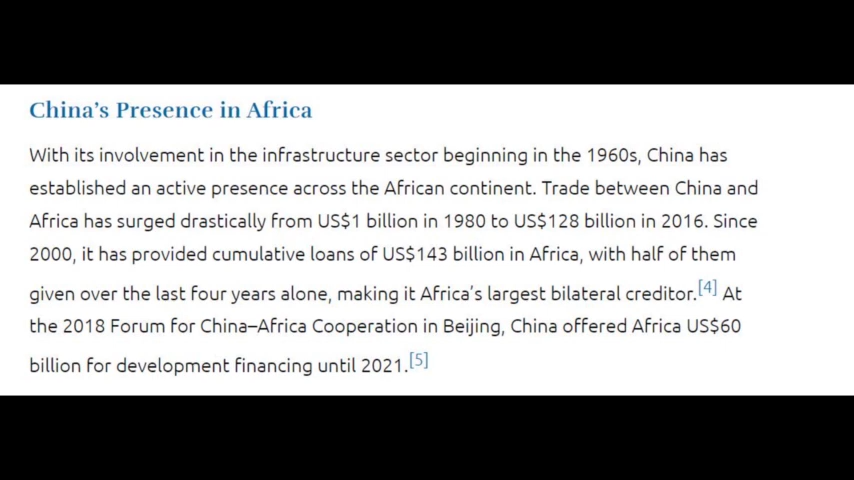 China's Presence in Africa
With its involvement in the infrastructure sector beginning in the 1960s, China has
established an active presence across the African continent. Trade between China and
Africa has surged drastically from US$1 billion in 1980 to US$128 billion in 2016. Since
2000, it has provided cumulative loans of US$143 billion in Africa, with half of them
given over the last four years alone, making it Africa's largest bilateral creditor.[4] At
the 2018 Forum for China–Africa Cooperation in Beijing, China offered Africa US$60
billion for development financing until 2021.[5]